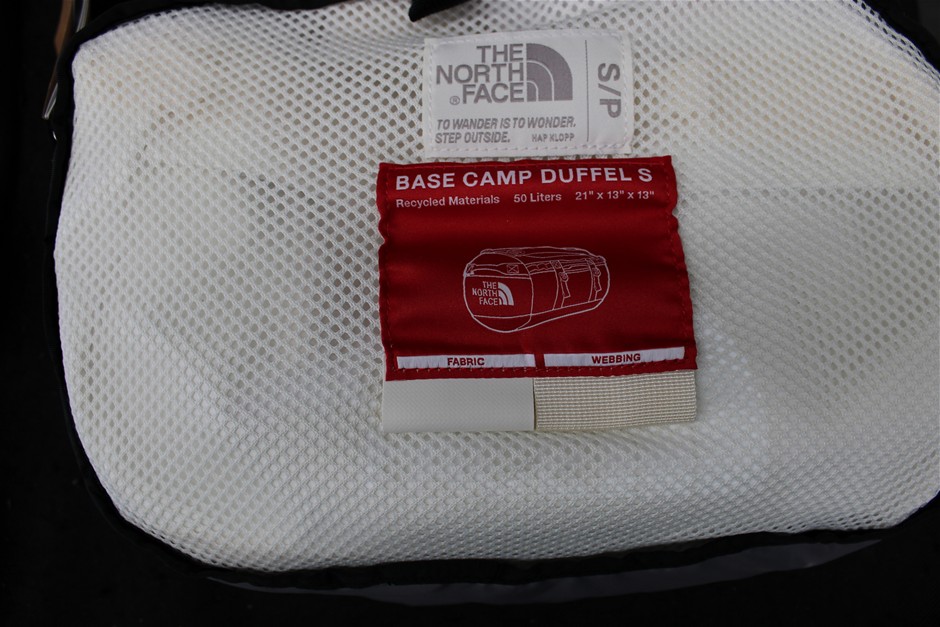 THE
NORTH
® FACE
S/P
TO WANDER IS TO WONDER.
STEP OUTSIDE. HAP KLOPP
BASE CAMP DUFFEL S
Recycled Materials 50 Liters 21" x 13" x 13"
THE
NORTH
FACE
FABRIC WEBBING